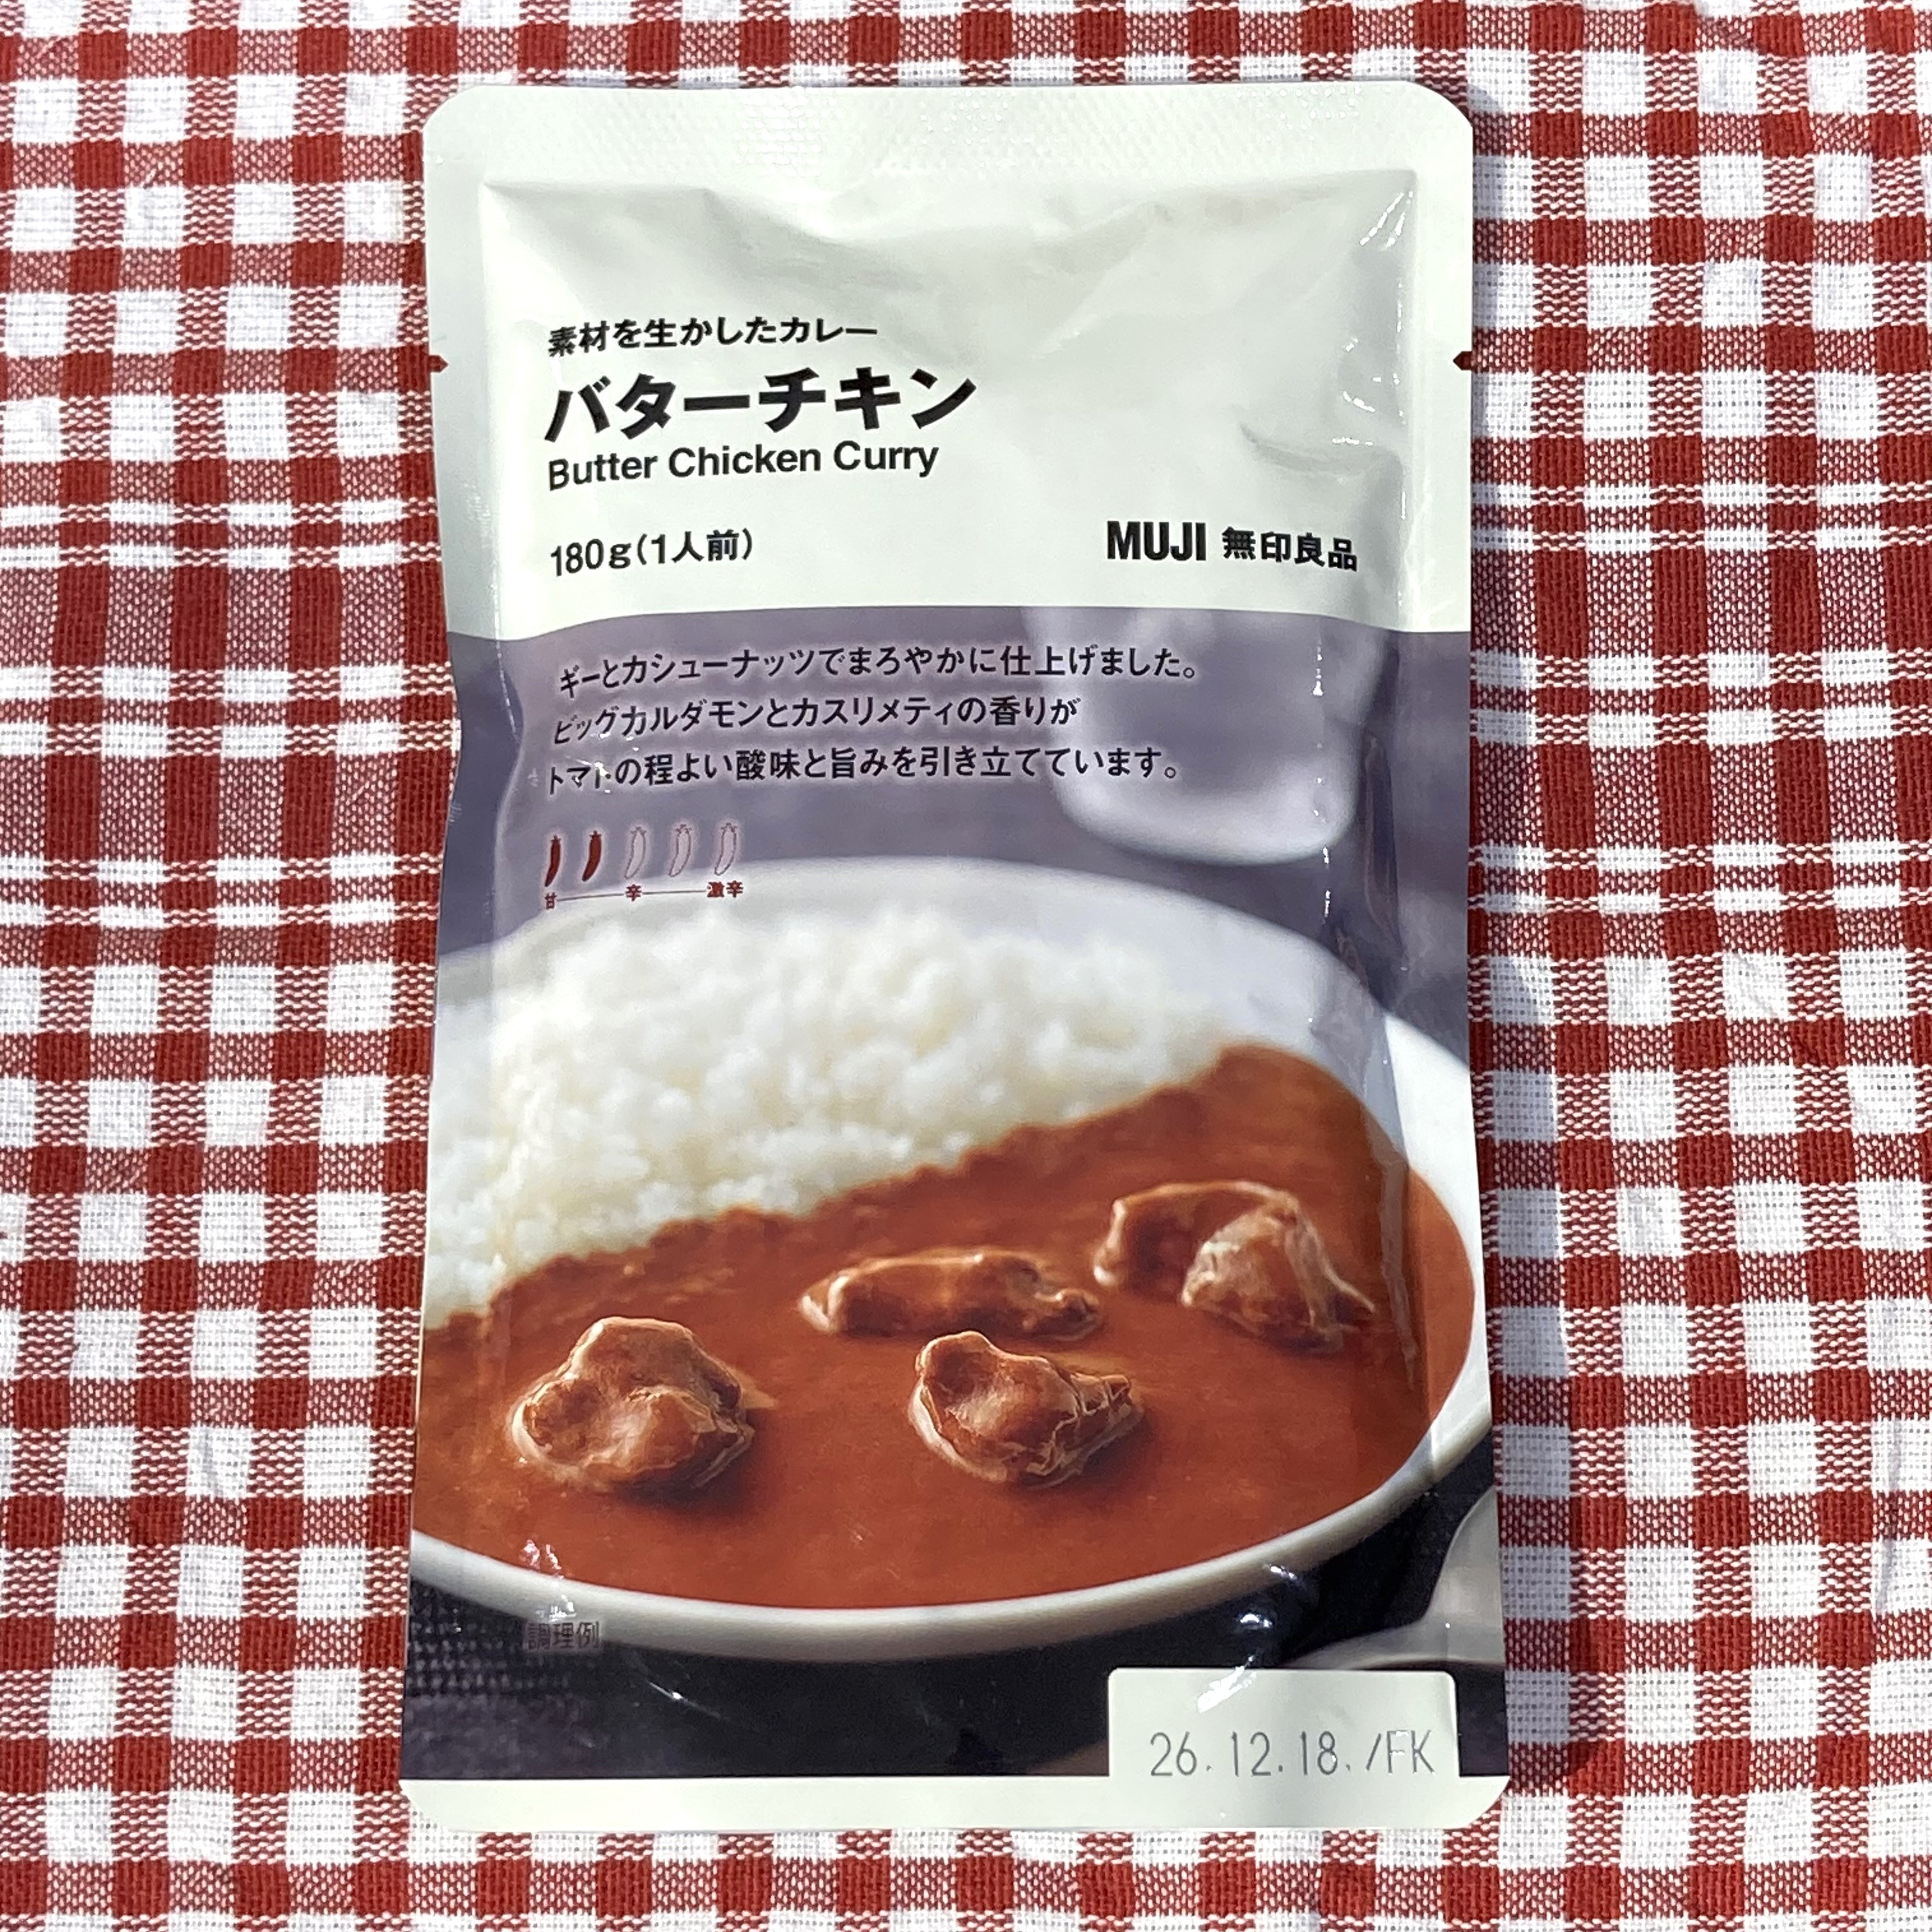 素材を生かしたカレー
バターチキン
Butter Chicken Curry
180g(1人前)
MUJI 無印良品
ギーとカシューナッツでまろやかに仕上げました。
ビッグカルダモンとカスリメティの香りが
トマトの程よい酸味と旨みを引き立てています。
甘 辛 激辛
調理例
26.12.18./FK